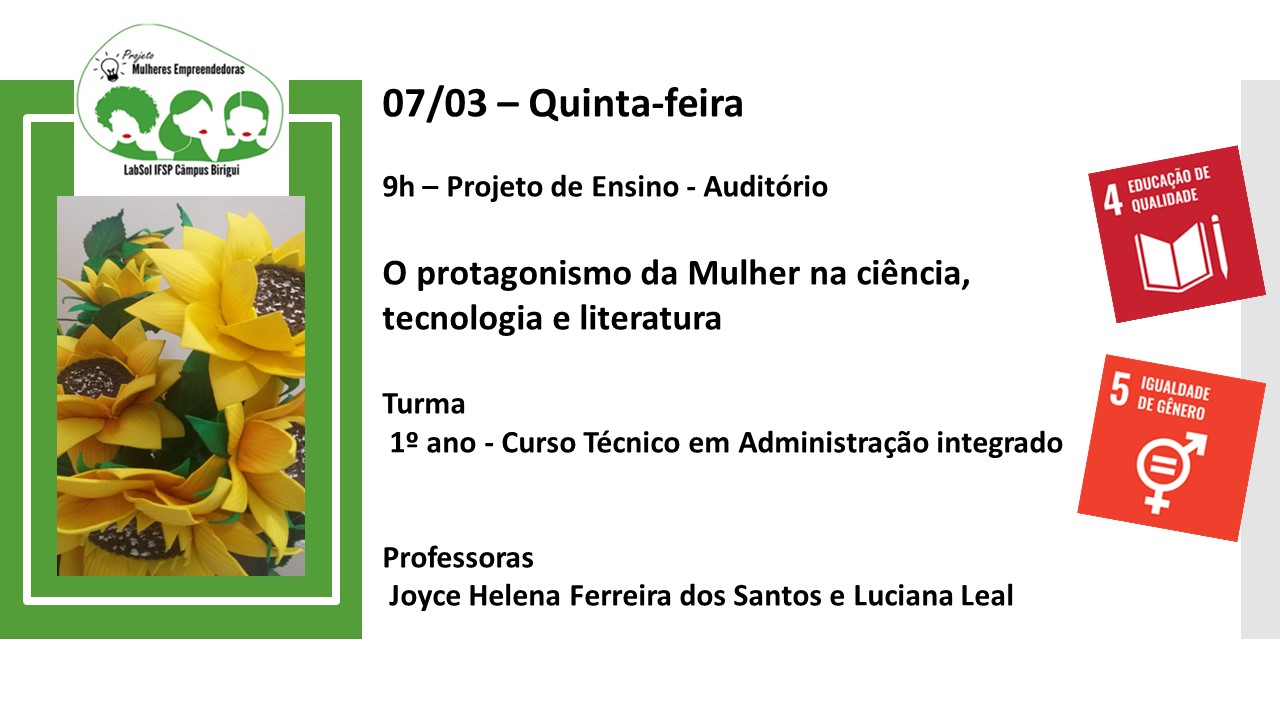 Projeto
Mulheres Empreendedoras
LabSol IFSP Câmpus Birigui
07/03 – Quinta-feira
9h – Projeto de Ensino - Auditório
O protagonismo da Mulher na ciência,
tecnologia e literatura
Turma
1º ano - Curso Técnico em Administração integrado
Professoras
Joyce Helena Ferreira dos Santos e Luciana Leal
4 EDUCAÇÃO DE
QUALIDADE
5 IGUALDADE
DE GÊNERO